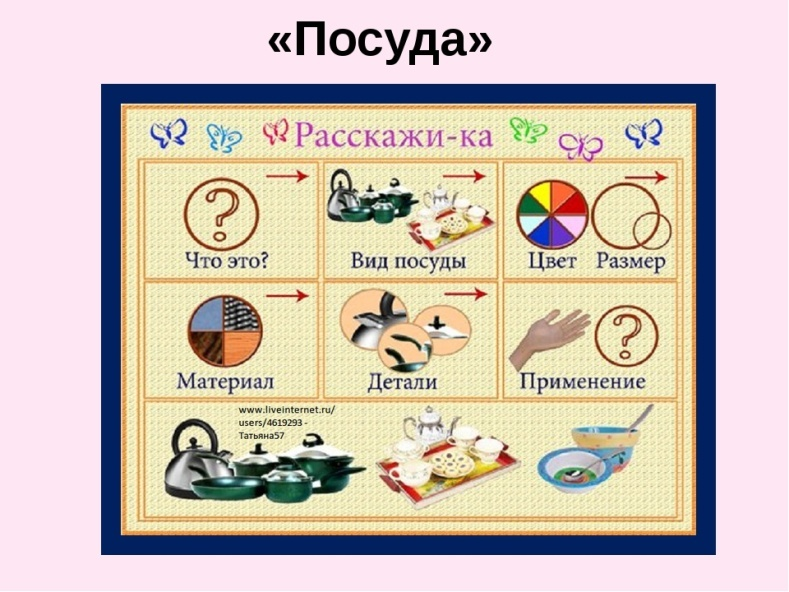 «Посуда»
Расскажи-ка
Что это?
Вид посуды
Цвет Размер
Материал
Детали
Применение
www.liveinternet.ru/
users/4619293 -
Татьяна57